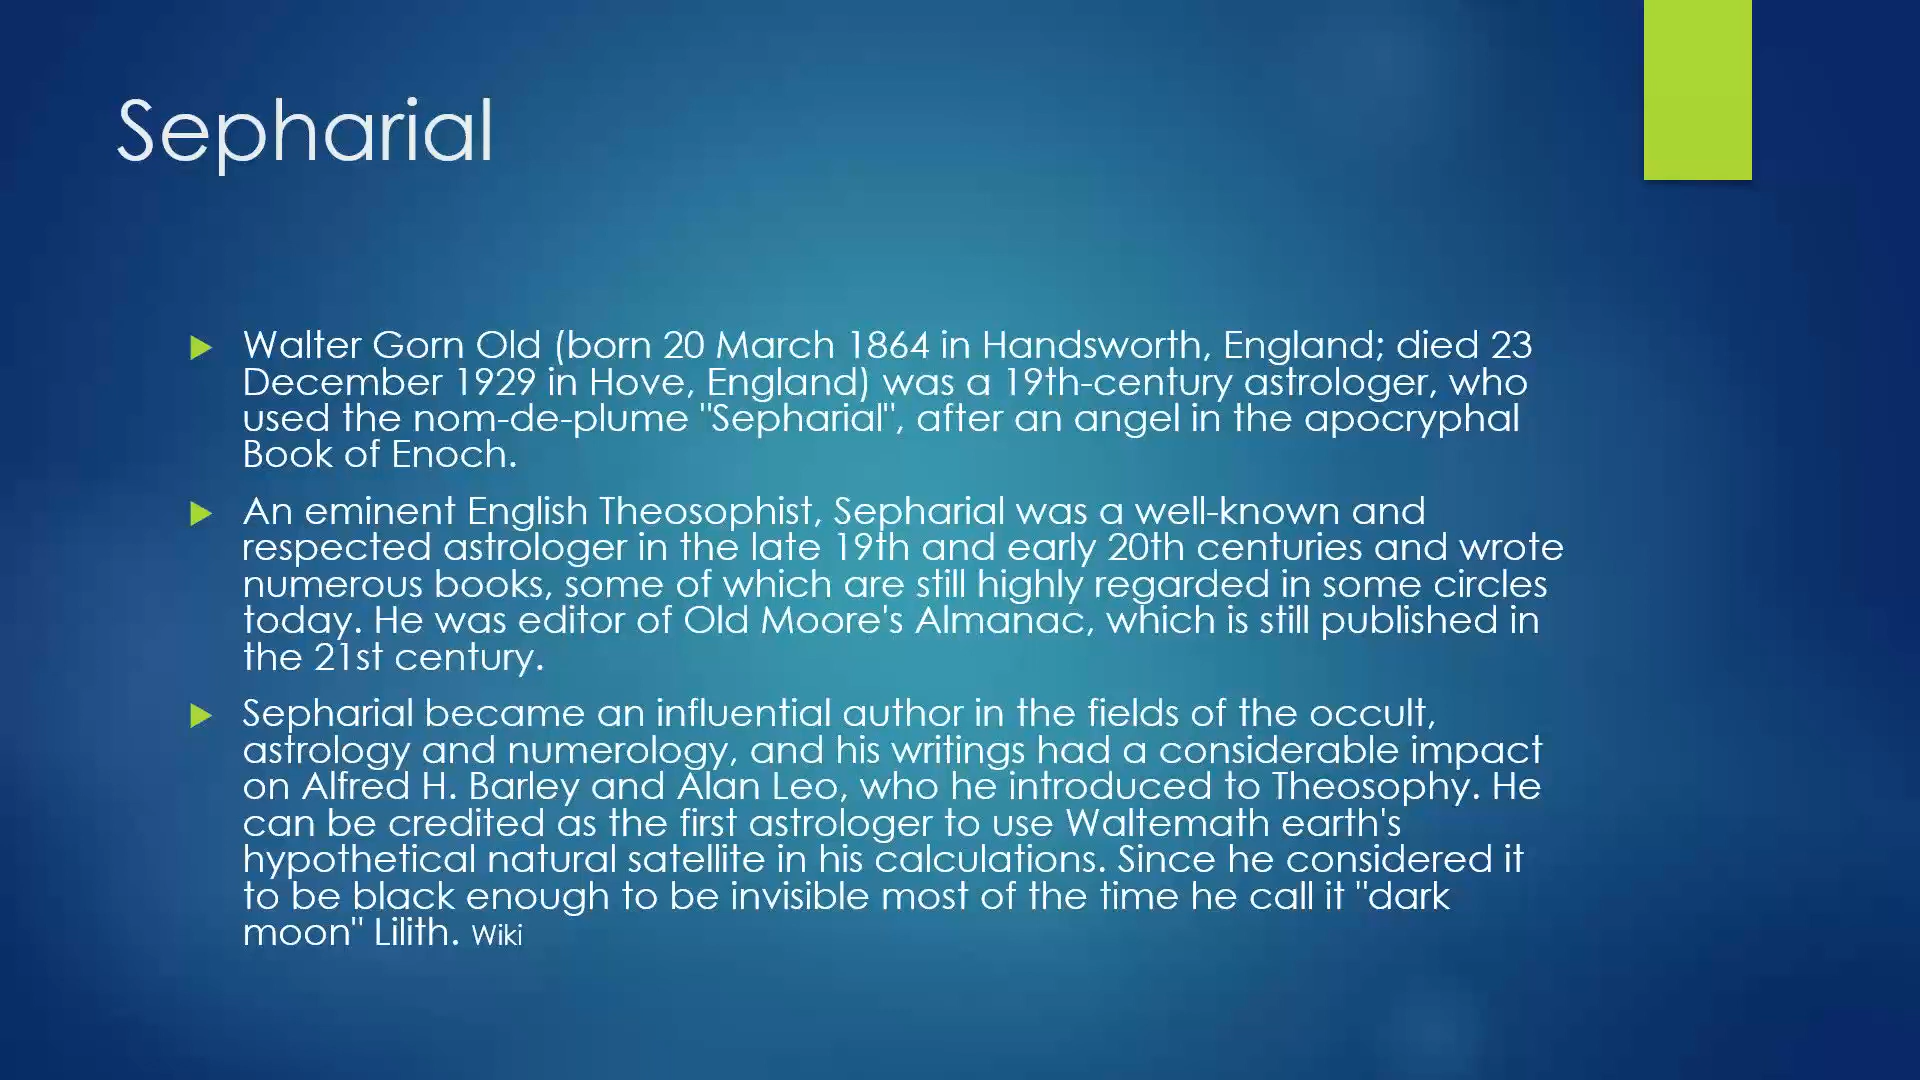 Sepharial
Walter Gorn Old (born 20 March 1864 in Handsworth, England; died 23
December 1929 in Hove, England) was a 19th-century astrologer, who
used the nom-de-plume "Sepharial", after an angel in the apocryphal
Book of Enoch.
An eminent English Theosophist, Sepharial was a well-known and
respected astrologer in the late 19th and early 20th centuries and wrote
numerous books, some of which are still highly regarded in some circles
today. He was editor of Old Moore's Almanac, which is still published in
the 21st century.
Sepharial became an influential author in the fields of the occult,
astrology and numerology, and his writings had a considerable impact
on Alfred H. Barley and Alan Leo, who he introduced to Theosophy. He
can be credited as the first astrologer to use Waltemath earth's
hypothetical natural satellite in his calculations. Since he considered it
to be black enough to be invisible most of the time he call it "dark
moon" Lilith. Wiki